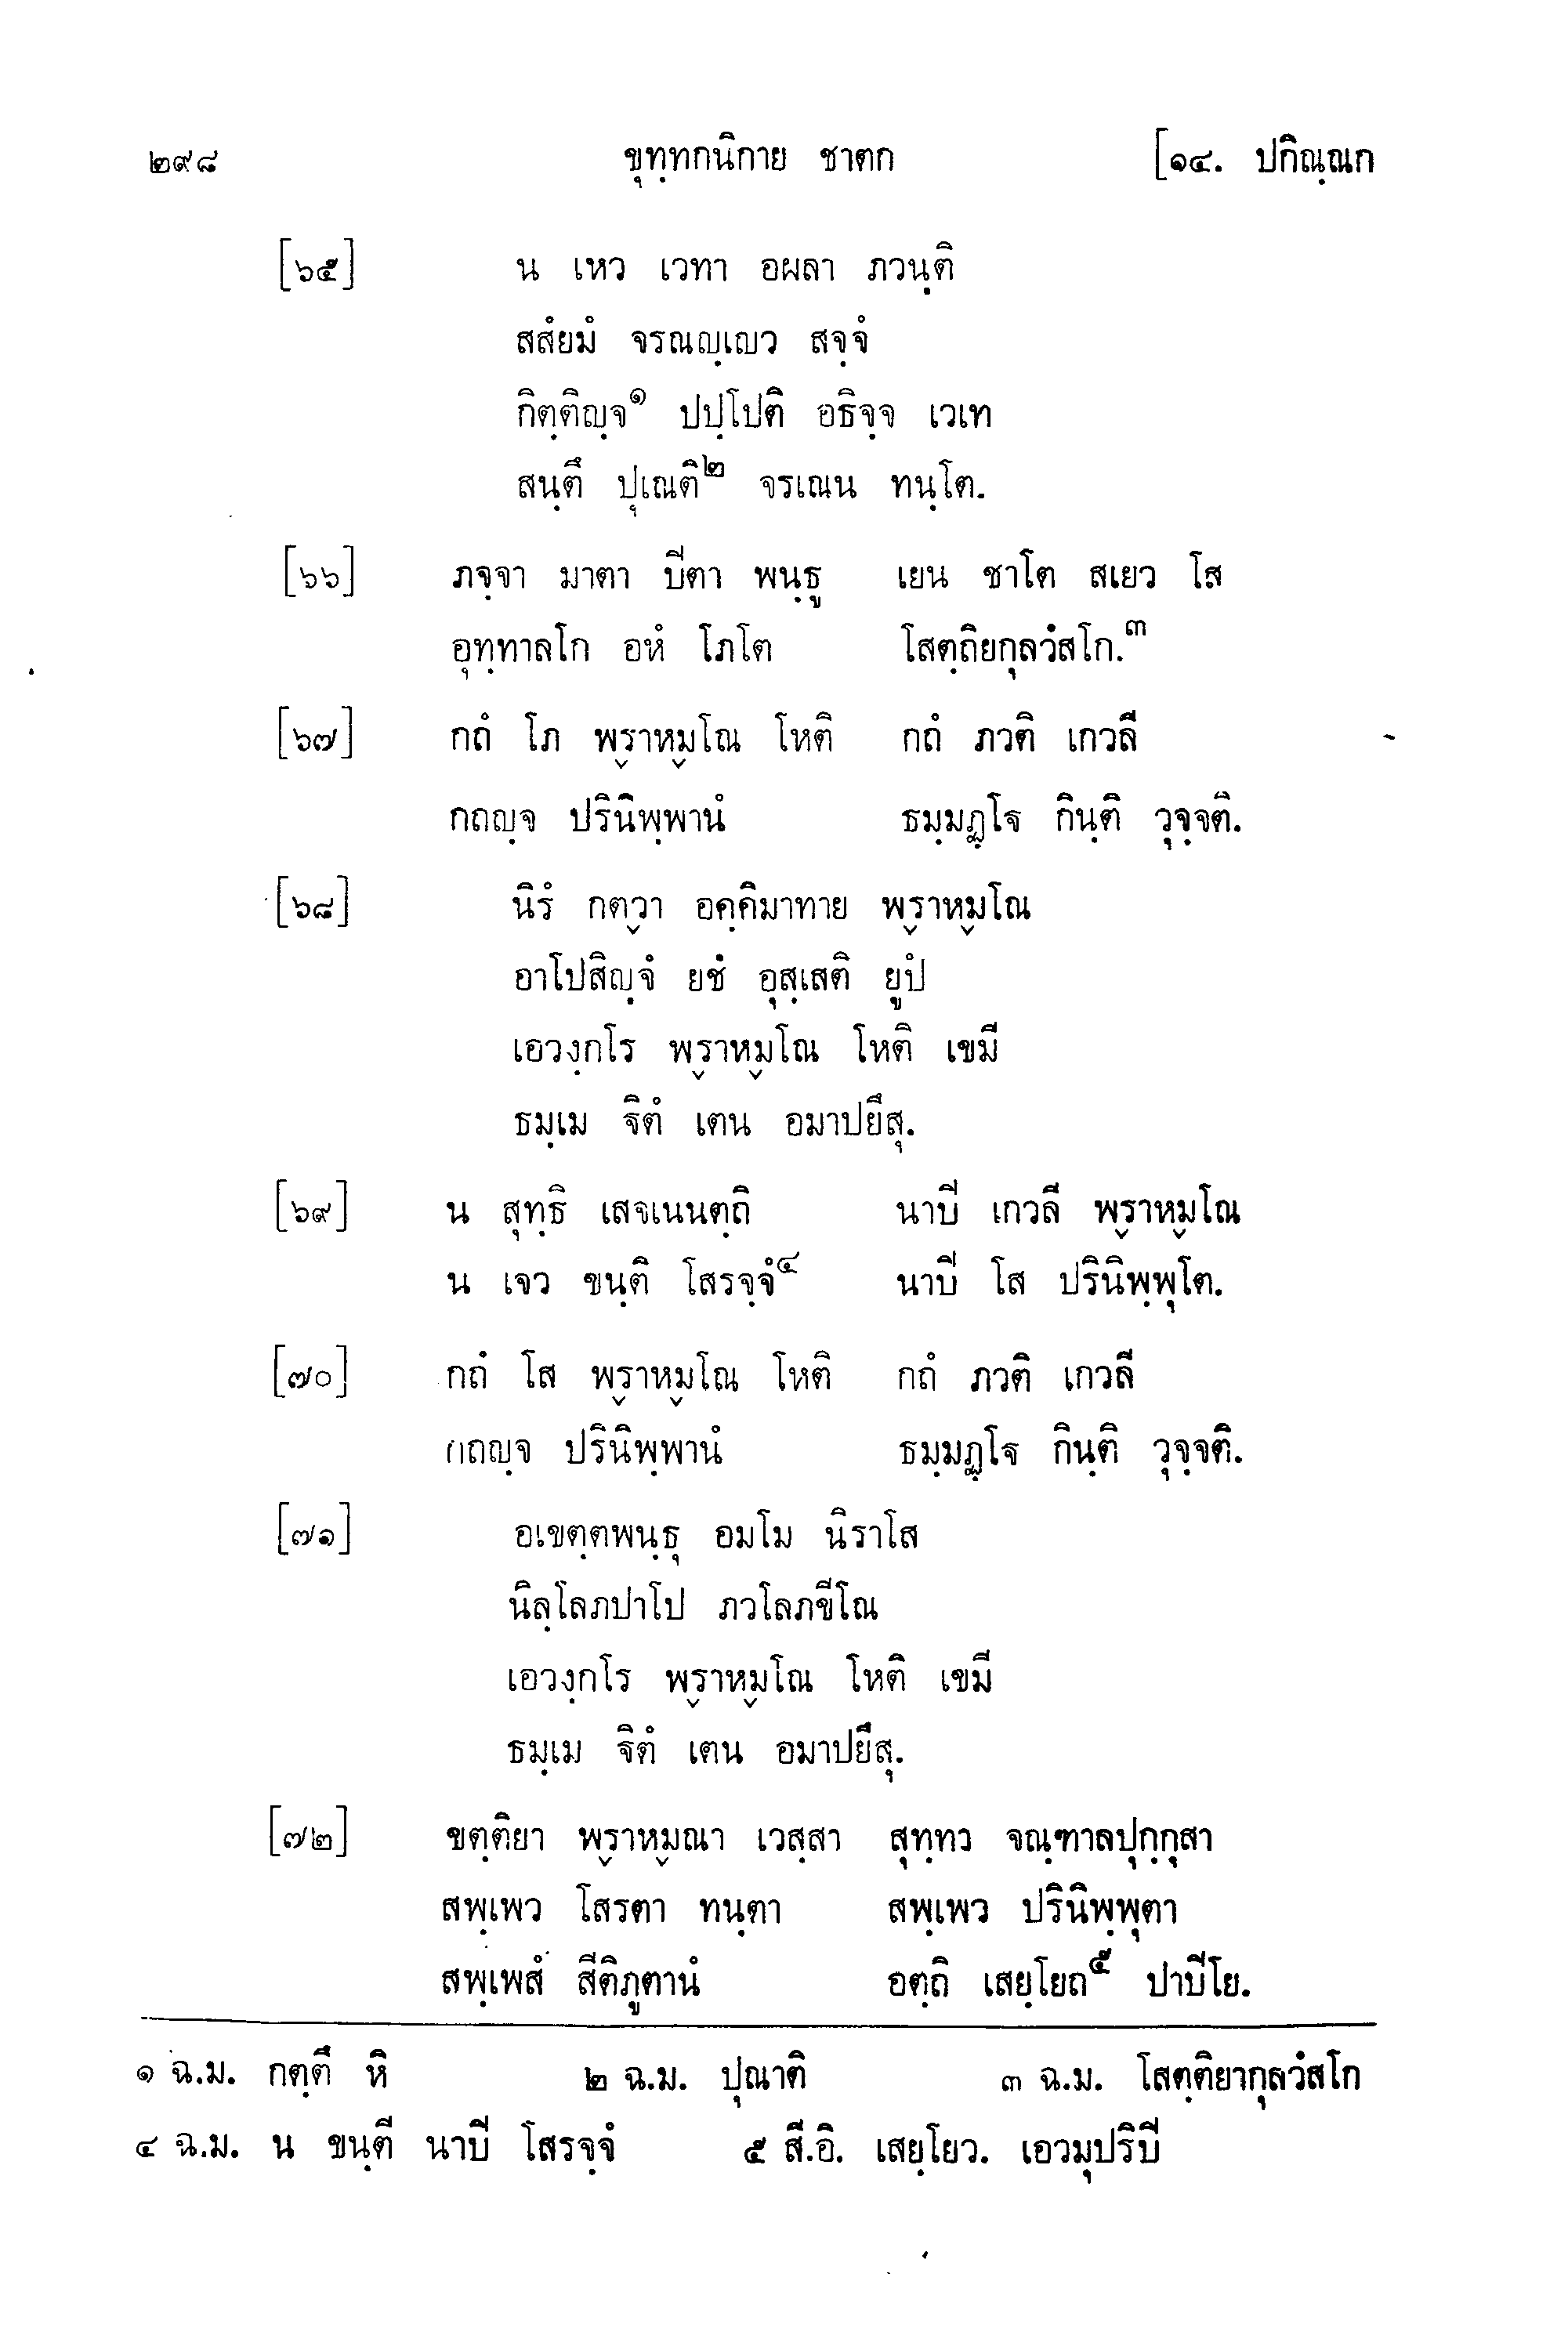 ๒๙๘ ขุทฺทกนิกาย ชาตก [๑๔. ปกิณฺณก
[๖๕] น เหว เวทา อผลา ภวนฺติ
สสํยมํ จรณญฺเญว สจฺจํ
กิตฺติญฺจ๑ ปปฺโปติ อธิจฺจ เวเท
สนฺตึ ปุเณติ๒ จรเณน ทนฺโต.
[๖๖] ภจฺจา มาตา ปีตา พนฺธู เยน ชาโต สเยว โส
อุทฺทาลโก อหํ โภโต โสตฺถิยกุลวํสโก.๓
[๖๗] กถํ โภ พฺราหฺมโณ โหติ กถํ ภวติ เกวลี
กถญฺจ ปรินิพฺพานํ ธมฺมฏฺโฐ กินฺติ วุจฺจติ.
[๖๘] นิรํ กตฺวา อคฺคิมาทาย พฺราหฺมโณ
อาโปสิญฺจํ ยชํ อุสฺเสติ ยูปํ
เอวงฺกโร พฺราหฺมโณ โหติ เขมี
ธมฺเม ฐิตํ เตน อมาปยึสุ.
[๖๙] น สุทฺธิ เสจเนนตฺถิ นาปี เกวลี พฺราหฺมโณ
น เจว ขนฺติ โสรจฺจํ๔ นาปี โส ปรินิพฺพุโต.
[๗๐] กถํ โส พฺราหฺมโณ โหติ กถํ ภวติ เกวลี
กถญฺจ ปรินิพฺพานํ ธมฺมฏฺโฐ กินฺติ วุจฺจติ.
[๗๑] อเขตฺตพนฺธุ อมโม นิราโส
นิลฺโลภปาโป ภวโลภขีโณ
เอวงฺกโร พฺราหฺมโณ โหติ เขมี
ธมฺเม ฐิตํ เตน อมาปยึสุ.
[๗๒] ขตฺติยา พฺราหฺมณา เวสฺสา สุทฺทว จณฺฑาลปุกฺกุสา
สพฺเพว โสรตา ทนฺตา สพฺเพว ปรินิพฺพุตา
สพฺเพสํ สีติภูตานํ อตฺถิ เสยฺโยถ๕ ปาปีโย.
๑ ฉ.ม. กตฺตึ หิ ๒ ฉ.ม. ปุณาติ ๓ ฉ.ม. โสตฺติยากุลวํสโก
๔ ฉ.ม. น ขนฺตี นาปี โสรจฺจํ ๕ สี.อิ. เสยฺโยว. เอวมุปริปี